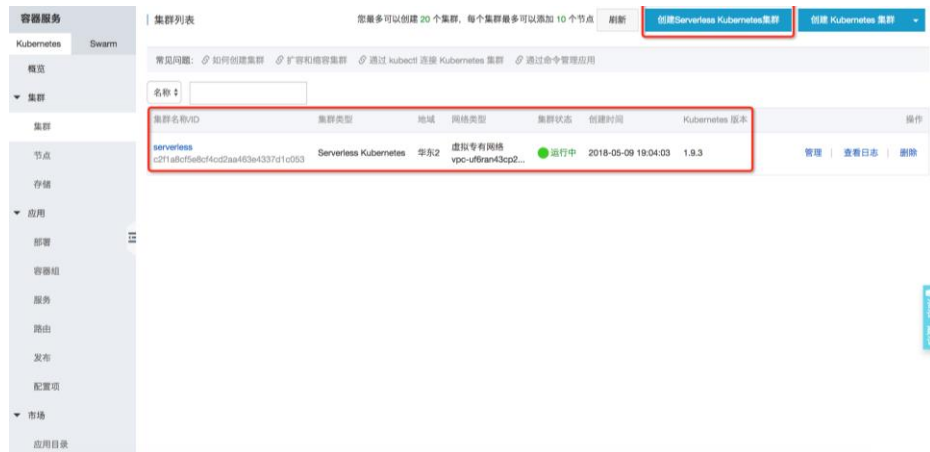 容器服务
Kubernetes Swarm
概览
集群
集群
节点
存储
应用
部署
容器组
服务
路由
发布
配置项
市场
应用目录
集群列表
您最多可以创建 20 个集群,每个集群最多可以添加 10 个节点 刷新 创建Serverless Kubernetes集群 创建 Kubernetes 集群
常见问题: 如何创建集群 扩容和缩容集群 通过 kubectl 连接 Kubernetes 集群 通过命令管理应用
名称
集群名称/ID 集群类型 地域 网络类型 集群状态 创建时间 Kubernetes 版本 操作
serverless
c2f1a8cf5e8cf4cd2aa463e4337d1c053
Serverless Kubernetes 华东2
虚拟专有网络
vpc-uf6ran43cp2...
运行中 2018-05-09 19:04:03 1.9.3 管理 | 查看日志 | 删除